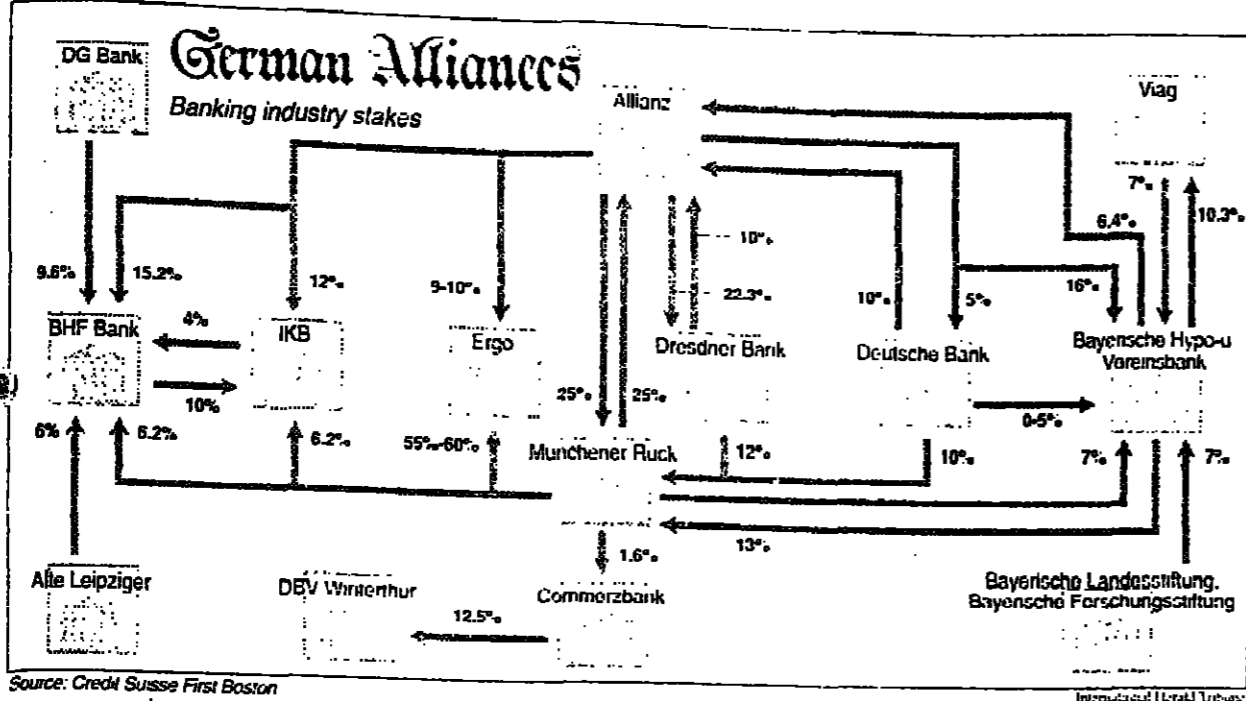 German Alliances
Banking industry stakes
DG Bank
Allianz
Viag
7%
10.3%
6.4%
10%
22.3%
9.6%
15.2%
12%
9-10%
10%
5%
16%
BHF Bank
4%
IKB
Ergo
Dresdner Bank
Deutsche Bank
Bayerische Hypo-u
Vereinsbank
10%
25%
25%
0-5%
6%
6.2%
6.2%
55%-60%
Munchener Ruck
12%
10%
7%
7%
13%
1.6%
Alte Leipziger
DBV Winterthur
12.5%
Commerzbank
Bayerische Landesstiftung,
Bayerische Forschungsstiftung
Source: Credit Suisse First Boston
International Herald Tribune